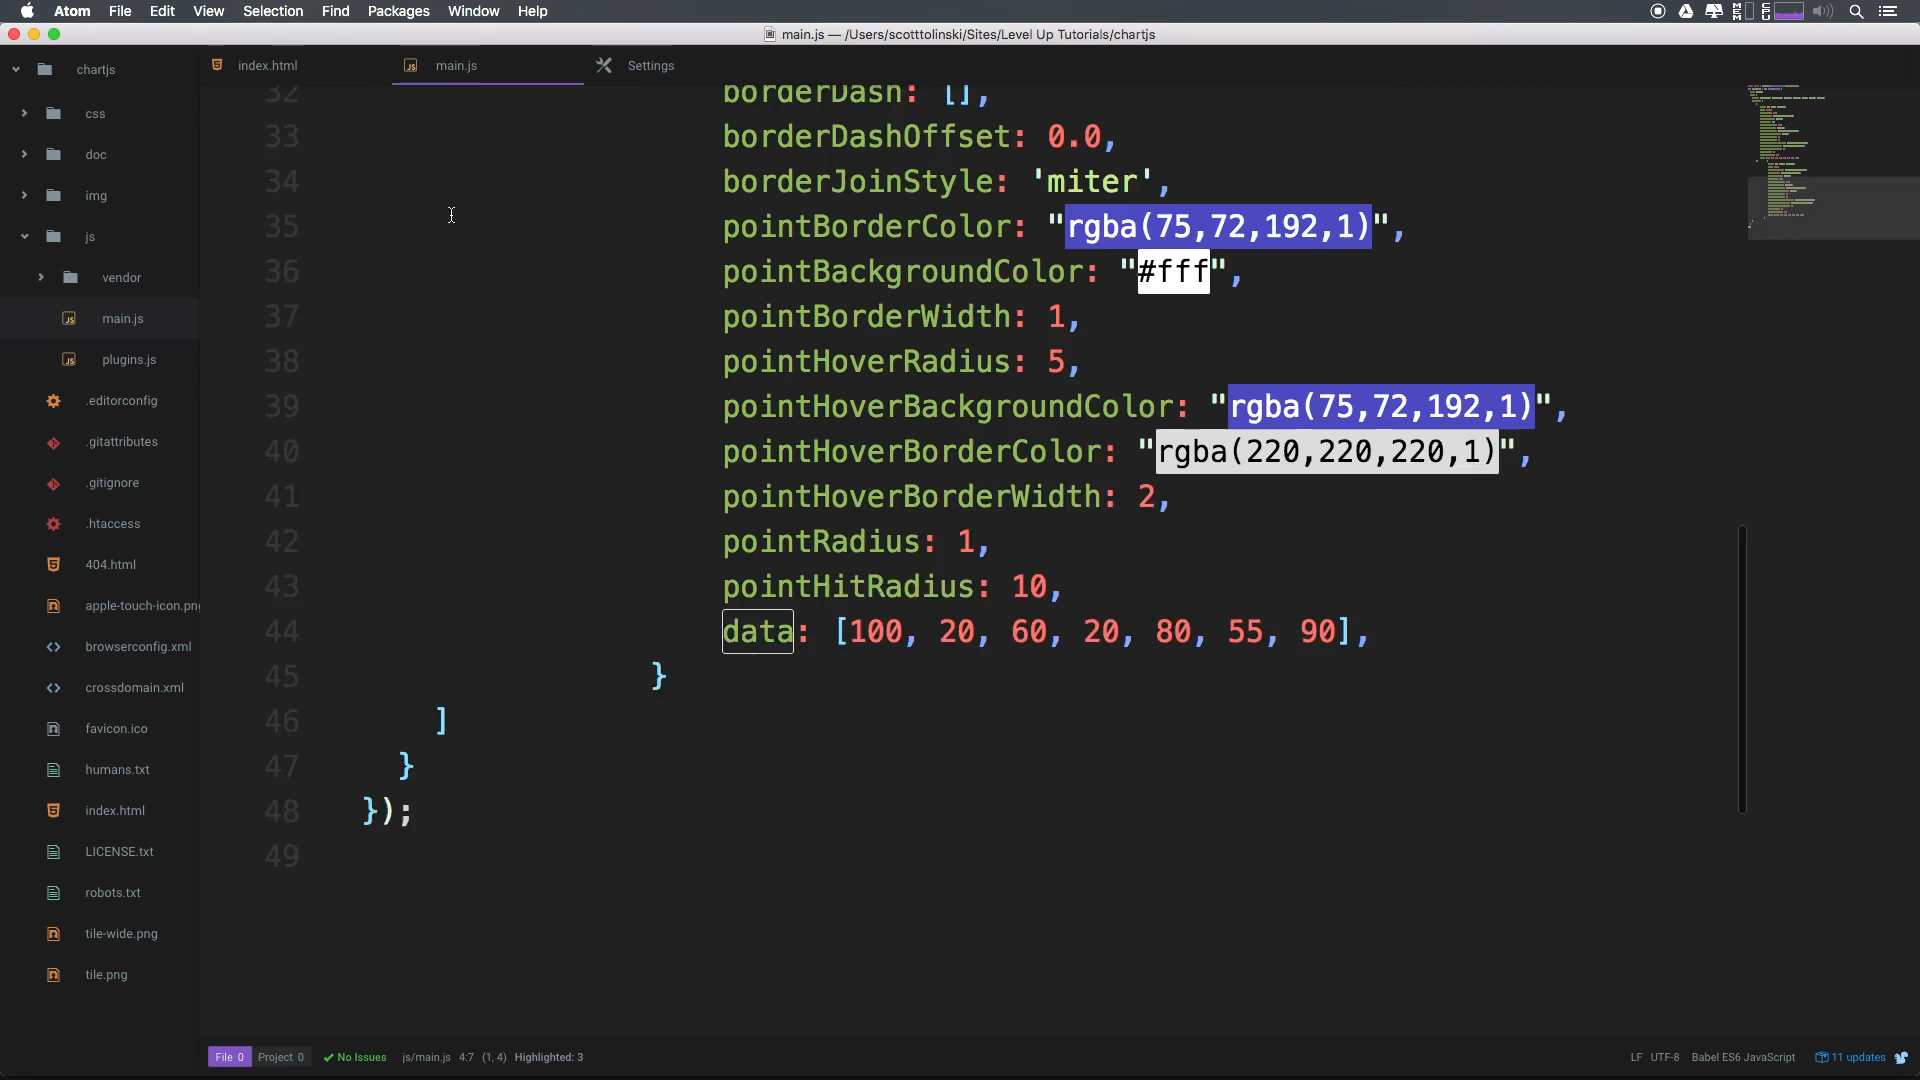 Atom File Edit View Selection Find Packages Window Help
main.js — /Users/scotttolinski/Sites/Level Up Tutorials/chartjs
chartjs
css
doc
img
js
vendor
main.js
plugins.js
.editorconfig
.gitattributes
.gitignore
.htaccess
404.html
apple-touch-icon.png
browserconfig.xml
crossdomain.xml
favicon.ico
humans.txt
index.html
LICENSE.txt
robots.txt
tile-wide.png
tile.png
index.html main.js Settings
32 borderDash: [],
33 borderDashOffset: 0.0,
34 borderJoinStyle: 'miter',
35 pointBorderColor: "rgba(75,72,192,1)",
36 pointBackgroundColor: "#fff",
37 pointBorderWidth: 1,
38 pointHoverRadius: 5,
39 pointHoverBackgroundColor: "rgba(75,72,192,1)",
40 pointHoverBorderColor: "rgba(220,220,220,1)",
41 pointHoverBorderWidth: 2,
42 pointRadius: 1,
43 pointHitRadius: 10,
44 data: [100, 20, 60, 20, 80, 55, 90],
45 }
46 ]
47 }
48 });
49
File 0 Project 0 No Issues js/main.js 4:7 (1, 4) Highlighted: 3 LF UTF-8 Babel ES6 JavaScript 11 updates